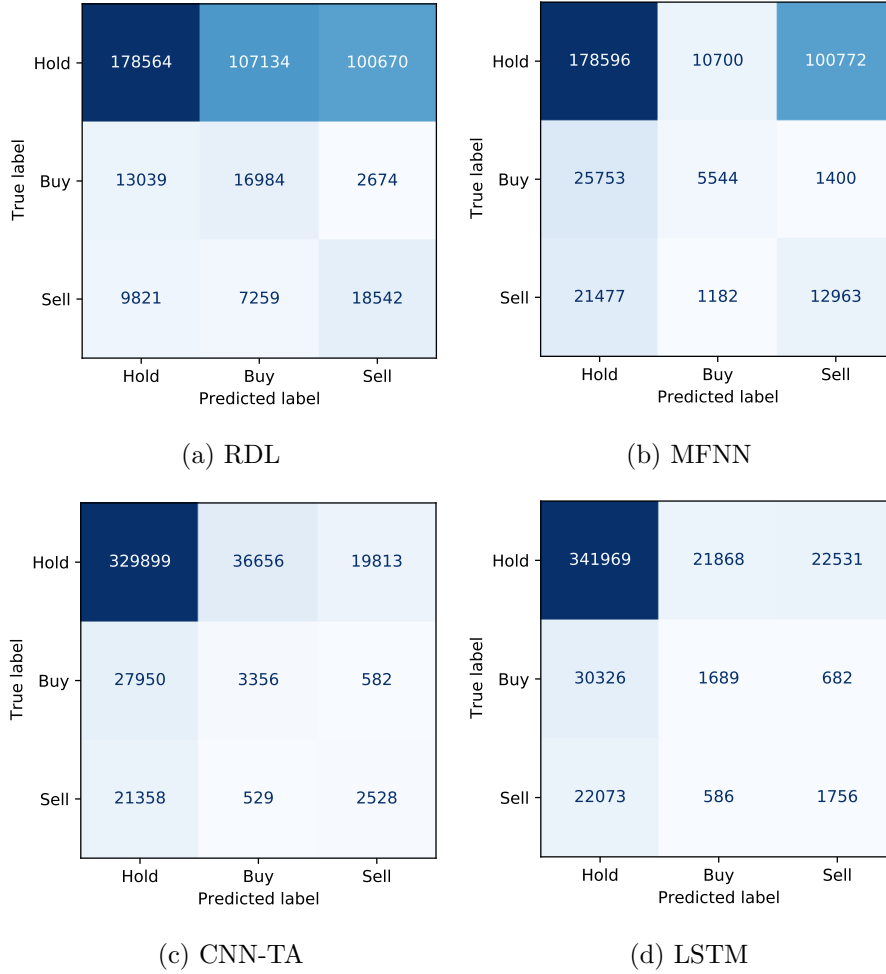 Hold 178564 107134 100670
Buy 13039 16984 2674
Sell 9821 7259 18542
True label
Hold Buy Sell
Predicted label
(a) RDL
Hold 178596 10700 100772
Buy 25753 5544 1400
Sell 21477 1182 12963
True label
Hold Buy Sell
Predicted label
(b) MFNN
Hold 329899 36656 19813
Buy 27950 3356 582
Sell 21358 529 2528
True label
Hold Buy Sell
Predicted label
(c) CNN-TA
Hold 341969 21868 22531
Buy 30326 1689 682
Sell 22073 586 1756
True label
Hold Buy Sell
Predicted label
(d) LSTM